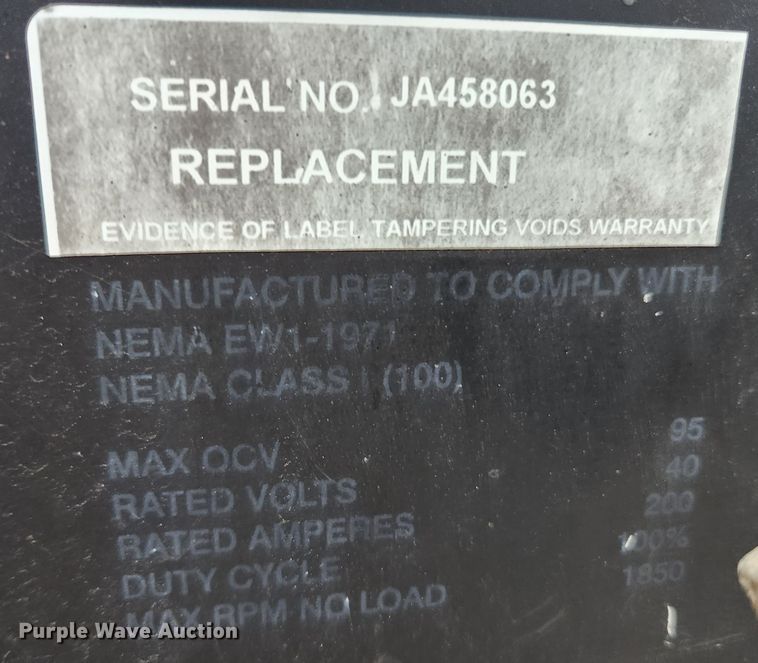 SERIAL NO. JA458063
REPLACEMENT
EVIDENCE OF LABEL TAMPERING VOIDS WARRANTY
MANUFACTURED TO COMPLY WITH
NEMA EW1-1971
NEMA CLASS I (100)
MAX OCV 95
RATED VOLTS 40
RATED AMPERES 200
DUTY CYCLE 100%
MAX RPM NO LOAD 1850
Purple Wave Auction